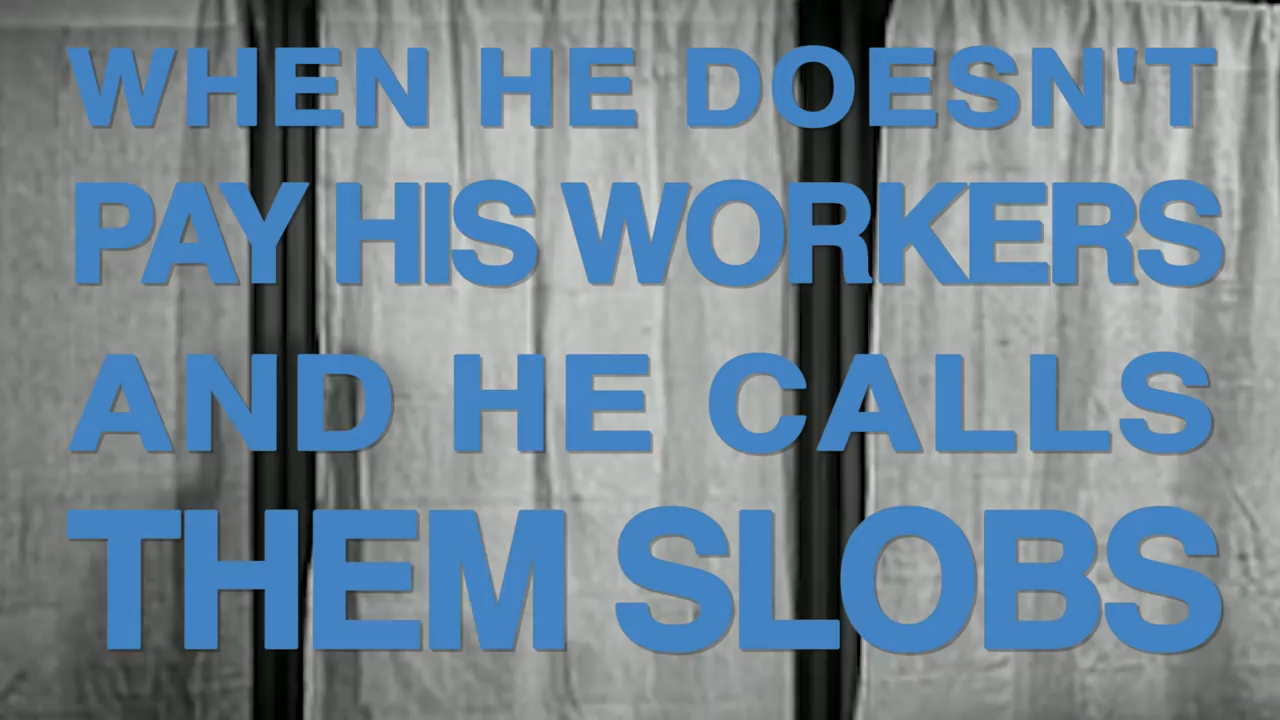 WHEN HE DOESN'T
PAY HIS WORKERS
AND HE CALLS
THEM SLOBS